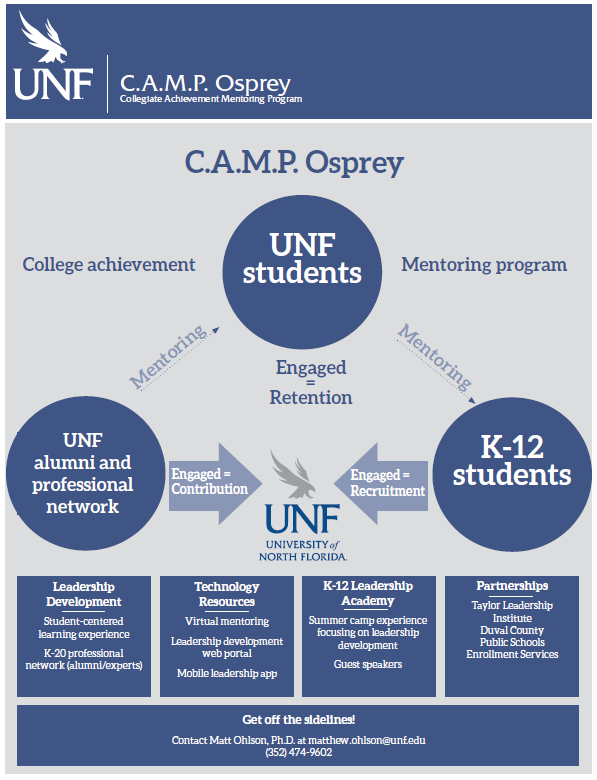 UNF
C.A.M.P. Osprey
Collegiate Achievement Mentoring Program
C.A.M.P. Osprey
UNF
students
College achievement
Mentoring program
Mentoring
Mentoring
Engaged
=
Retention
UNF
alumni and
professional
network
Engaged =
Contribution
UNF
UNIVERSITY of
NORTH FLORIDA.
Engaged =
Recruitment
K-12
students
Leadership
Development
Student-centered
learning experience
K-20 professional
network (alumni/experts)
Technology
Resources
Virtual mentoring
Leadership development
web portal
Mobile leadership app
K-12 Leadership
Academy
Summer camp experience
focusing on leadership
development
Guest speakers
Partnerships
Taylor Leadership
Institute
Duval County
Public Schools
Enrollment Services
Get off the sidelines!
Contact Matt Ohlson, Ph.D. at matthew.ohlson@unf.edu
(352) 474-9602